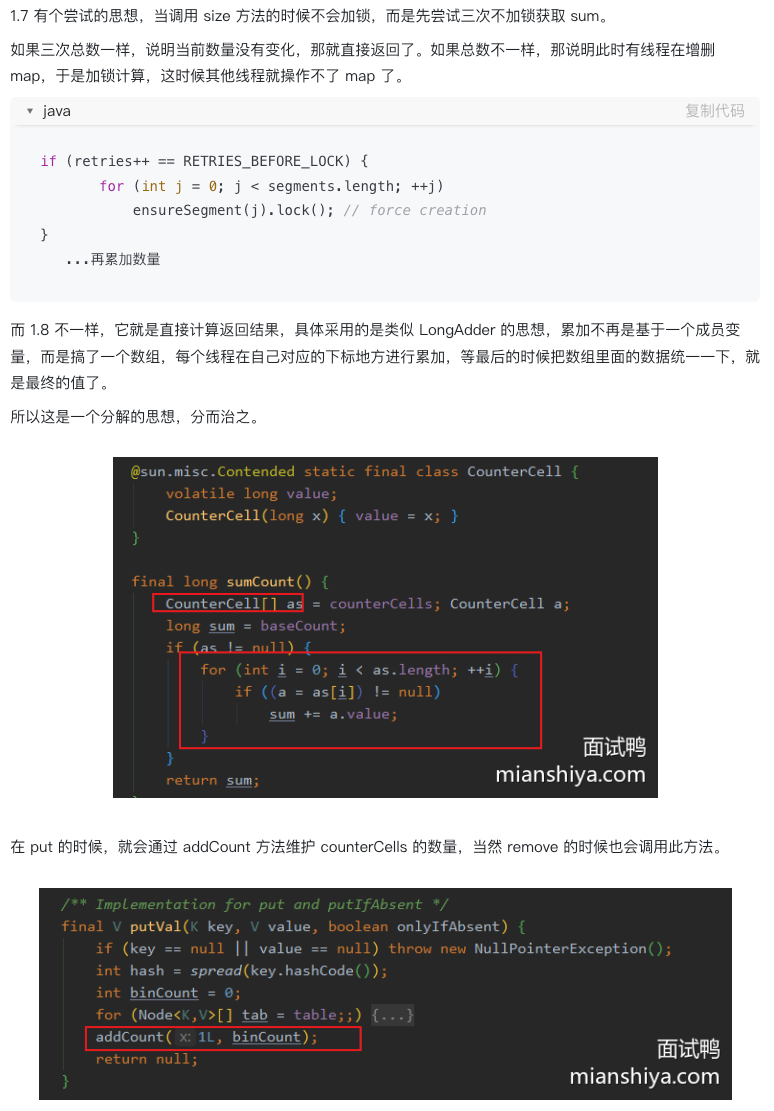 1.7 有个尝试的思想，当调用 size 方法的时候不会加锁，而是先尝试三次不加锁获取 sum。
如果三次总数一样，说明当前数量没有变化，那就直接返回了。如果总数不一样，那说明此时有线程在增删
map，于是加锁计算，这时候其他线程就操作不了 map 了。
java
复制代码
if (retries++ == RETRIES_BEFORE_LOCK) {
       for (int j = 0; j < segments.length; ++j)
           ensureSegment(j).lock(); // force creation
}
   ...再累加数量
而 1.8 不一样，它就是直接计算返回结果，具体采用的是类似 LongAdder 的思想，累加不再是基于一个成员变
量，而是搞了一个数组，每个线程在自己对应的下标地方进行累加，等最后的时候把数组里面的数据统一一下，就
是最终的值了。
所以这是一个分解的思想，分而治之。
@sun.misc.Contended static final class CounterCell {
    volatile long value;
    CounterCell(long x) { value = x; }
}
final long sumCount() {
    CounterCell[] as = counterCells; CounterCell a;
    long sum = baseCount;
    if (as != null) {
        for (int i = 0; i < as.length; ++i) {
            if ((a = as[i]) != null)
                sum += a.value;
        }
    }
    return sum;
面试鸭
mianshiya.com
在 put 的时候，就会通过 addCount 方法维护 counterCells 的数量，当然 remove 的时候也会调用此方法。
/** Implementation for put and putIfAbsent */
final V putVal(K key, V value, boolean onlyIfAbsent) {
    if (key == null || value == null) throw new NullPointerException();
    int hash = spread(key.hashCode());
    int binCount = 0;
    for (Node<K,V>[] tab = table;;) {...}
    addCount( x: 1L, binCount);
    return null;
}
面试鸭
mianshiya.com